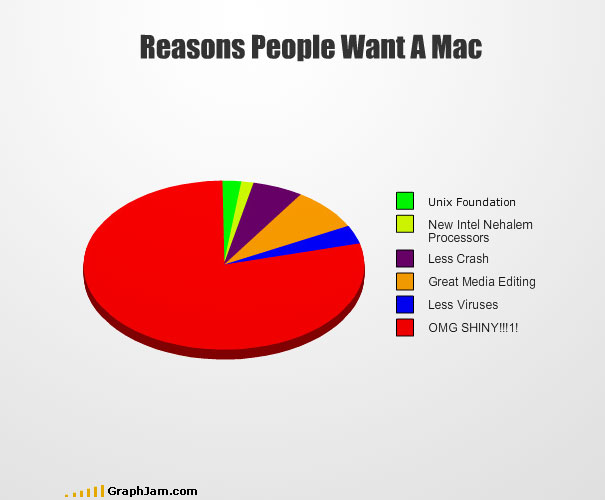 Reasons People Want A Mac
Unix Foundation
New Intel Nehalem
Processors
Less Crash
Great Media Editing
Less Viruses
OMG SHINY!!!1!
GraphJam.com